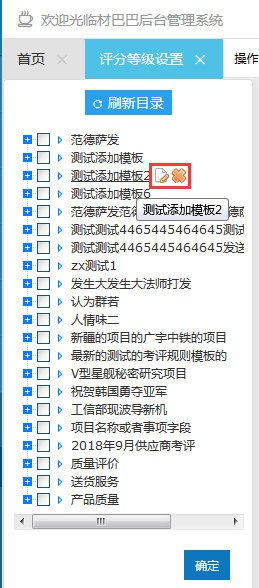 欢迎光临材巴巴后台管理系统
首页 × 评分等级设置 × 操作
刷新目录
范德萨发
测试添加模板
测试添加模板2
测试添加模板6
范德萨发范
测试添加模板2
测试测试4465445464645测试
测试测试4465445464645发送
zx测试1
发生大发生大法师打发
认为群若
人情味二
新疆的项目的广宇中铁的项目
最新的测试的考评规则模板的
V型星舰秘密研究项目
祝贺韩国勇夺亚军
工信部现波导新机
项目名称或者事项字段
2018年9月供应商考评
质量评价
送货服务
产品质量
确定